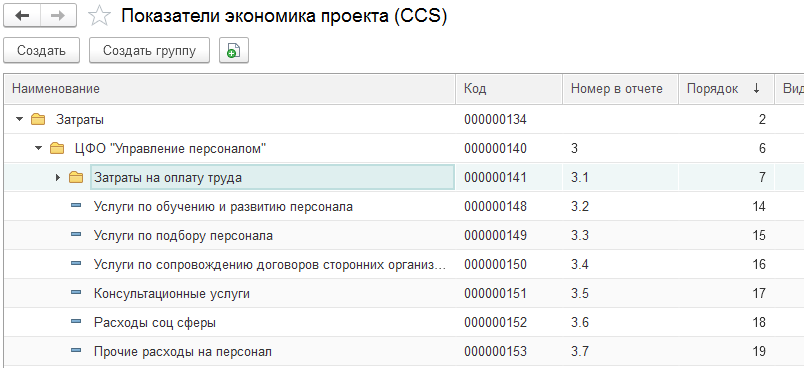 Показатели экономика проекта (CCS)
Создать Создать группу
Наименование Код Номер в отчете Порядок ↓ Вид
Затраты 000000134 2
ЦФО "Управление персоналом" 000000140 3 6
Затраты на оплату труда 000000141 3.1 7
Услуги по обучению и развитию персонала 000000148 3.2 14
Услуги по подбору персонала 000000149 3.3 15
Услуги по сопровождению договоров сторонних организ... 000000150 3.4 16
Консультационные услуги 000000151 3.5 17
Расходы соц сферы 000000152 3.6 18
Прочие расходы на персонал 000000153 3.7 19